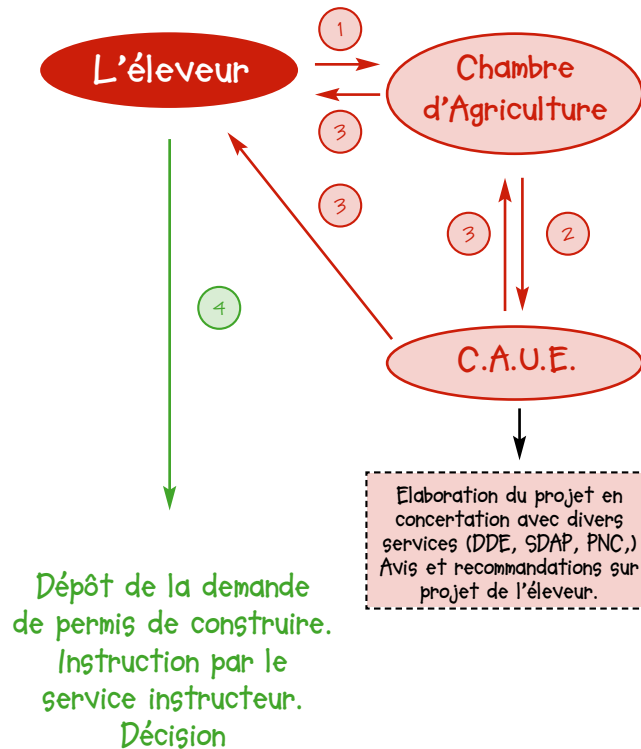 1
L'éleveur
Chambre
d'Agriculture
3
3
3
2
4
C.A.U.E.
Elaboration du projet en
concertation avec divers
services (DDE, SDAP, PNC,)
Avis et recommandations sur
projet de l'éleveur.
Dépôt de la demande
de permis de construire.
Instruction par le
service instructeur.
Décision